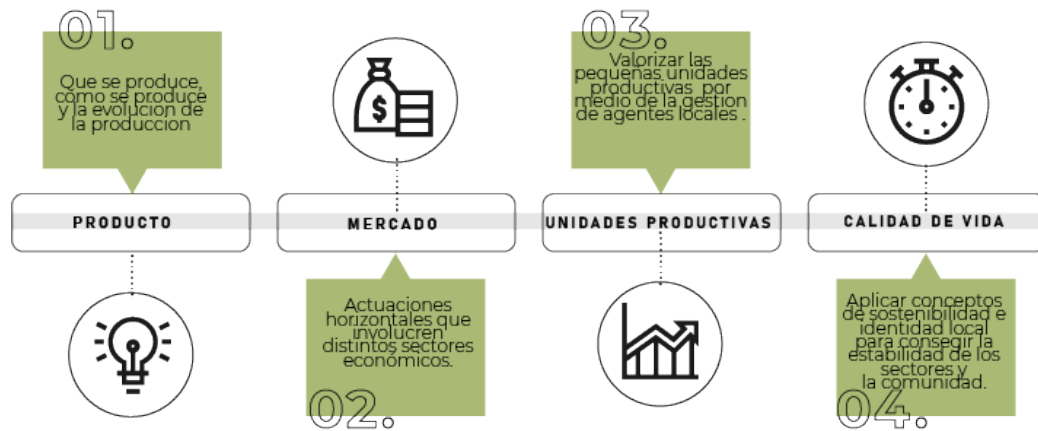 01.
Que se produce,
como se produce
y la evolucion de
la produccion
PRODUCTO
$
MERCADO
Actuaciones
horizontales que
involucren
distintos sectores
económicos.
02.
03.
Valorizar las
pequeñas unidades
productivas por
medio de la gestion
de agentes locales .
UNIDADES PRODUCTIVAS
CALIDAD DE VIDA
Aplicar conceptos
de sostenibilidad e
identidad local
para consegir la
estabilidad de los
sectores y
la comunidad.
04.